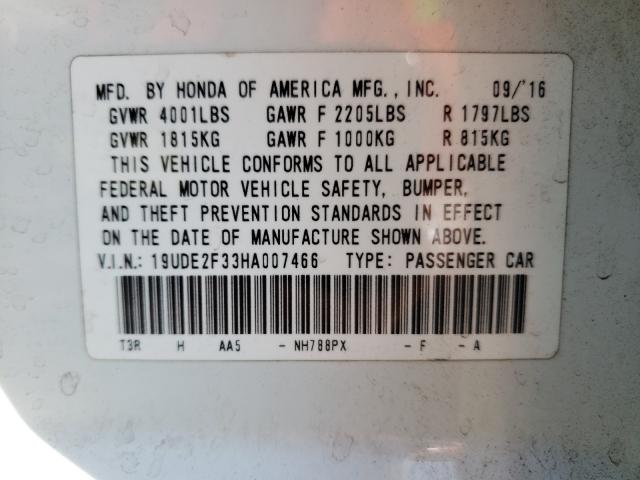 MFD. BY HONDA OF AMERICA MFG., INC. 09/'16
GVWR 4001LBS GAWR F 2205LBS R 1797LBS
GVWR 1815KG GAWR F 1000KG R 815KG
THIS VEHICLE CONFORMS TO ALL APPLICABLE
FEDERAL MOTOR VEHICLE SAFETY, BUMPER,
AND THEFT PREVENTION STANDARDS IN EFFECT
ON THE DATE OF MANUFACTURE SHOWN ABOVE.
V.I.N.: 19UDE2F33HA007466 TYPE: PASSENGER CAR
T3R H AA5 - NH788PX - F - A